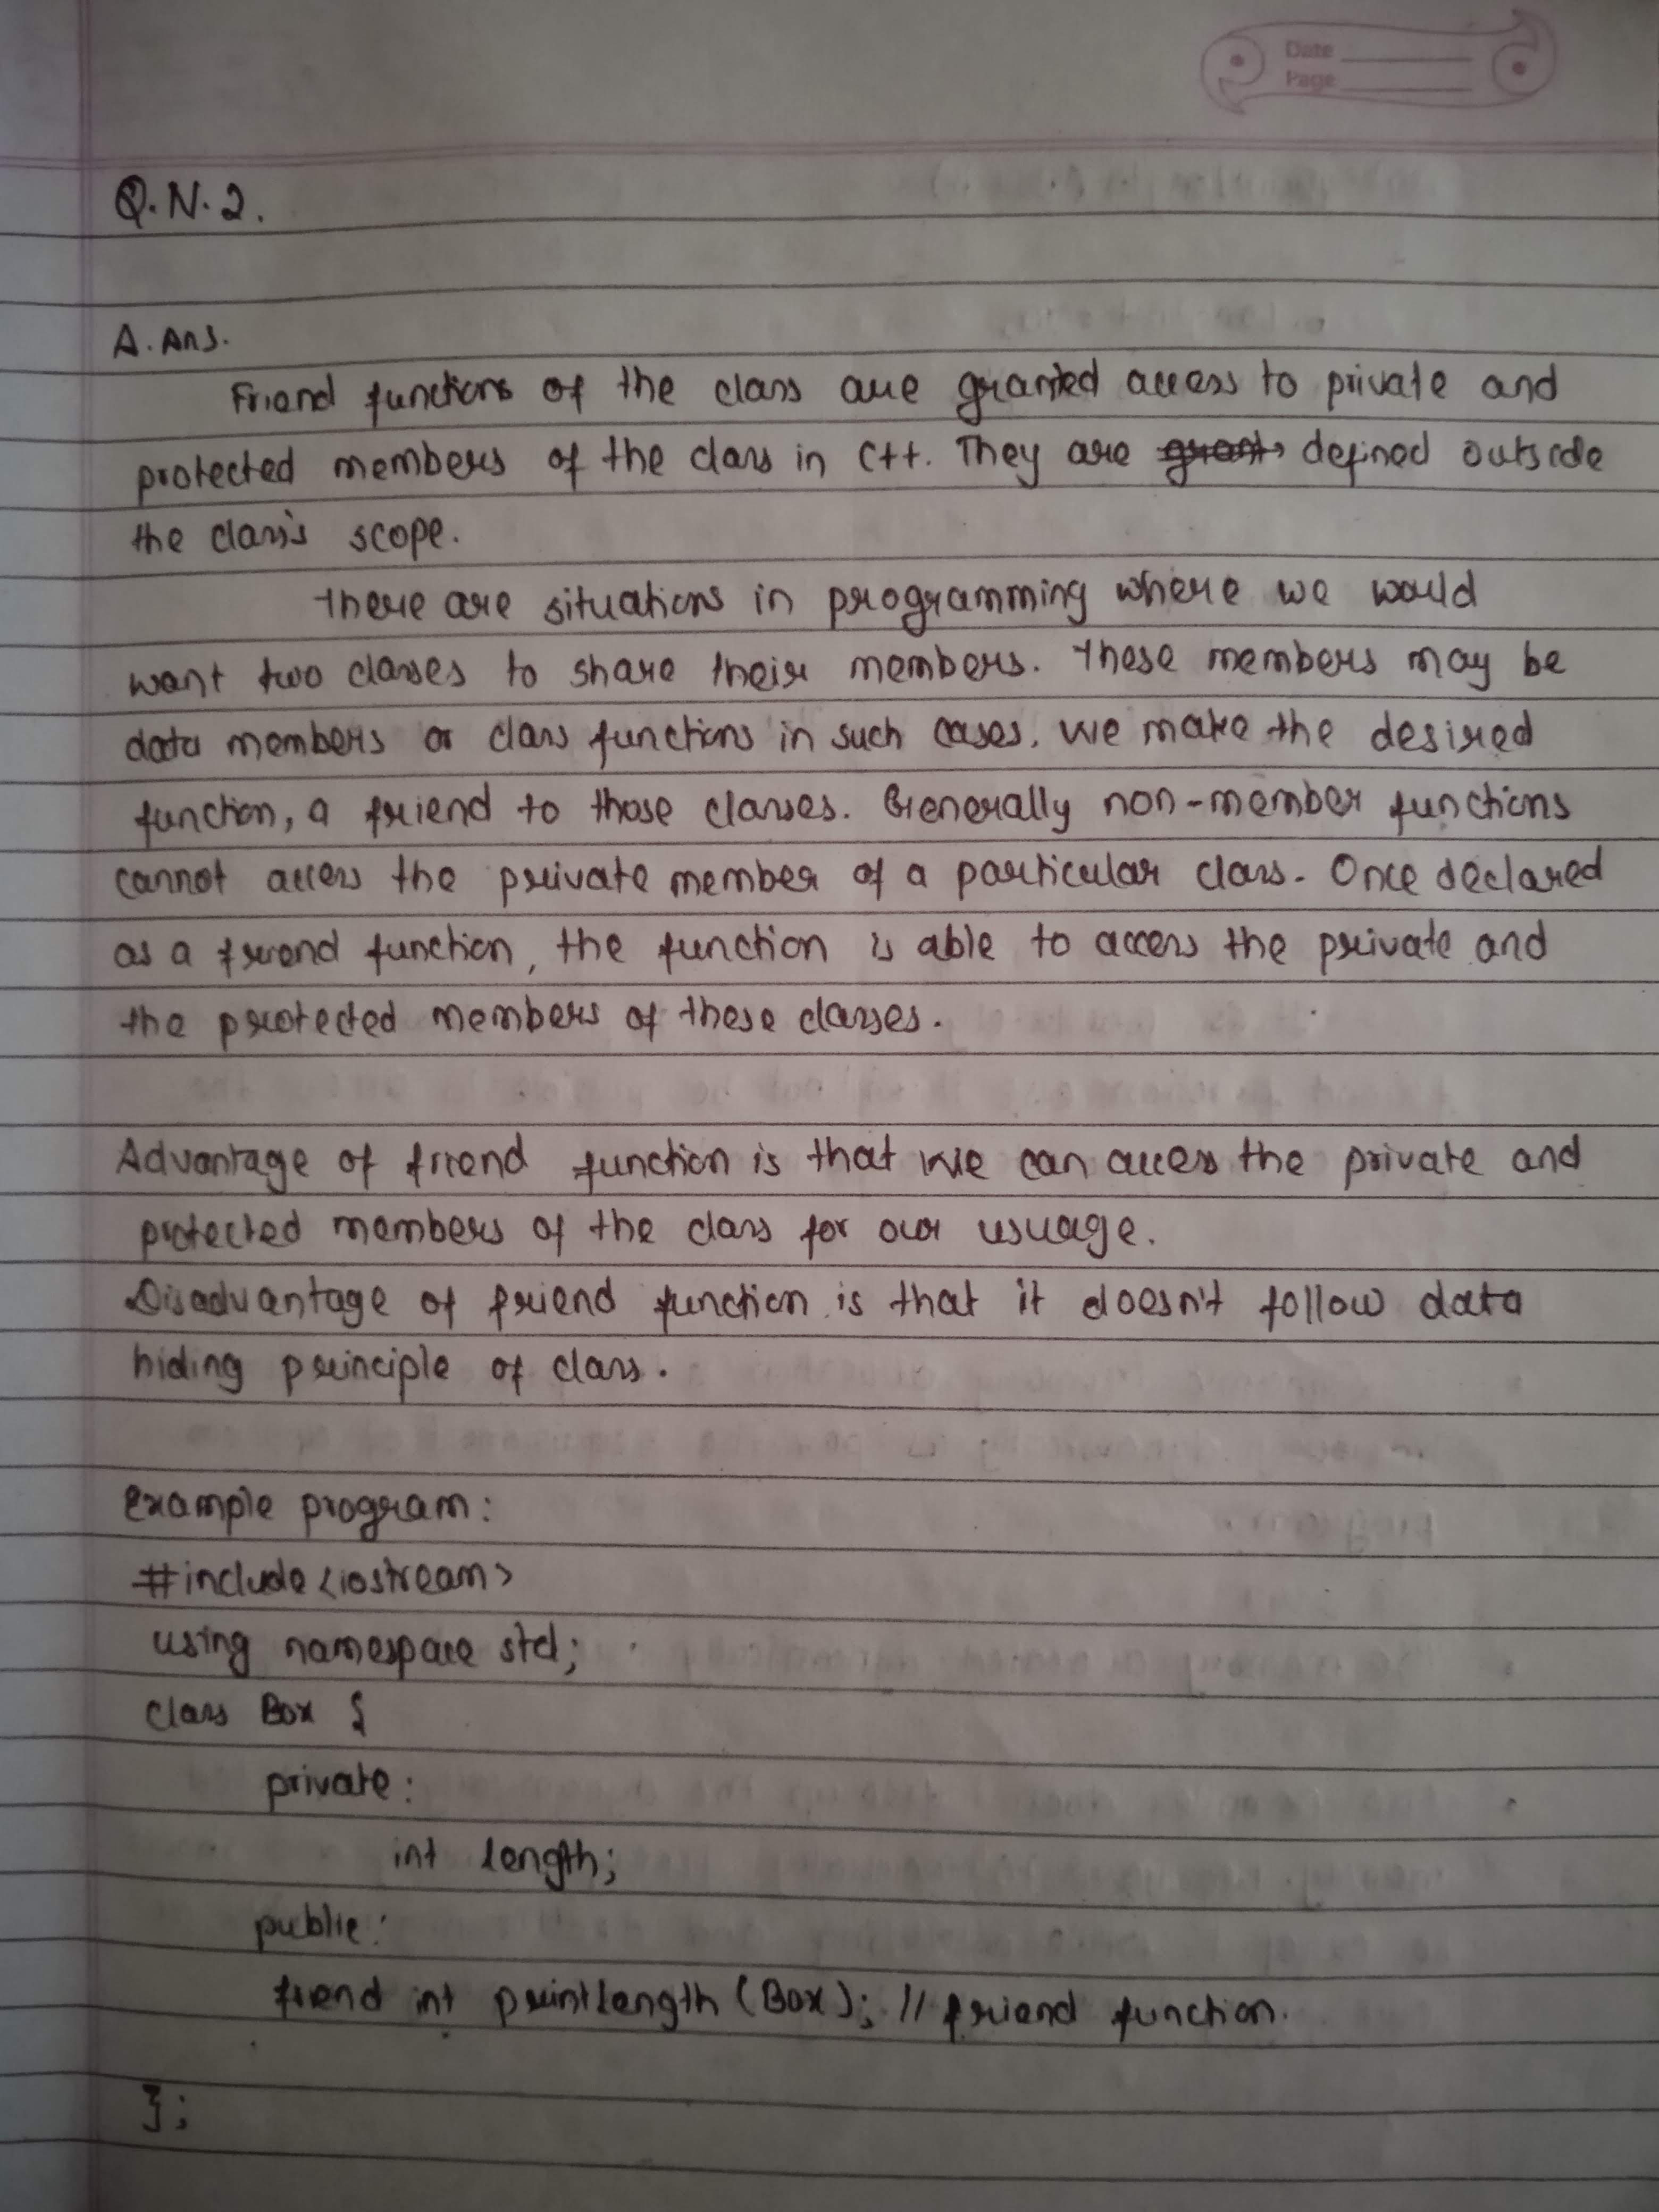 Date
Page
Q.N.2.
A. Ans.
Friend functions of the class are granted access to private and
protected members of the class in C++. They are grant defined outside
the class's scope.
There are situations in programming where we would
want two classes to share their members. These members may be
data members or class functions in such cases. we make the desired
function, a friend to those classes. Generally non-member functions
cannot access the private member of a particular class. Once declared
as a friend function, the function is able to access the private and
the protected members of these classes.
Advantage of friend function is that we can access the private and
protected members of the class for our usuage.
Disadvantage of friend function is that it doesn't follow data
hiding principle of class.
Example program:
#include<iostream>
using namespace std;
class Box {
private:
int length;
public:
friend int printlength (Box); // friend function.
};